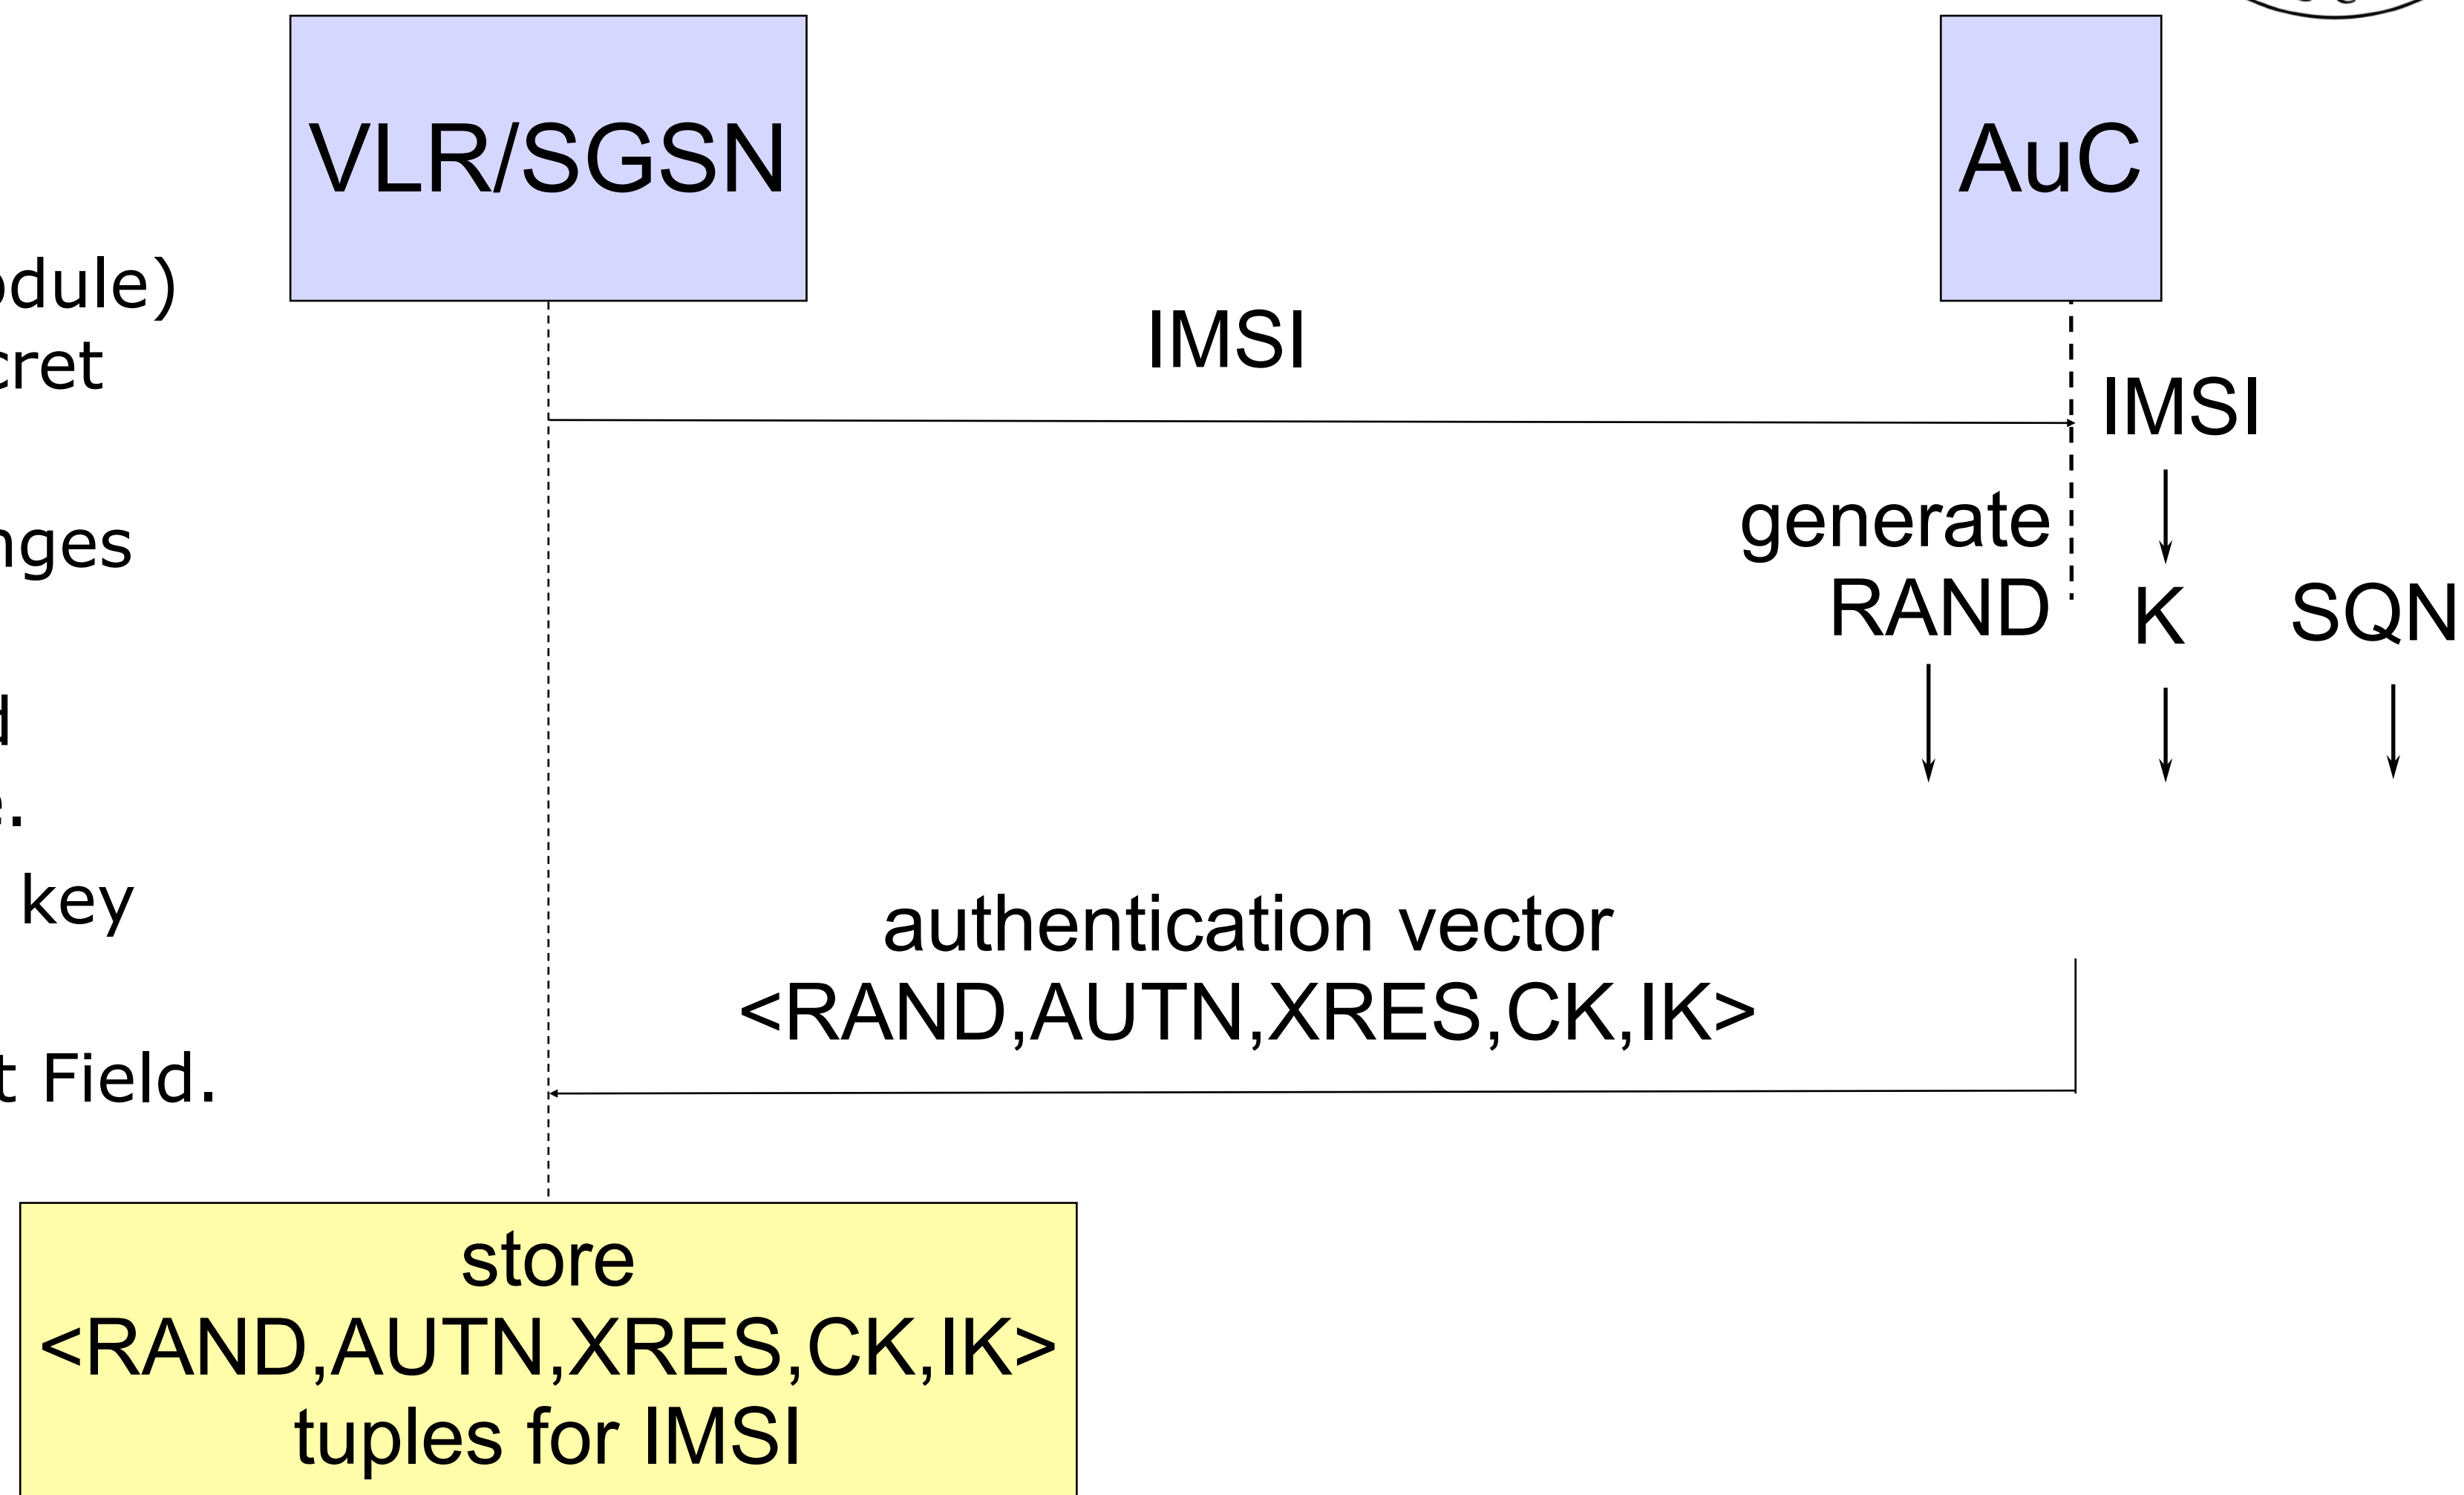 VLR/SGSN
AuC
cret
IMSI
IMSI
nges
generate
RAND
K
SQN
key
authentication vector
<RAND,AUTN,XRES,CK,IK>
Field.
store
<RAND,AUTN,XRES,CK,IK>
tuples for IMSI